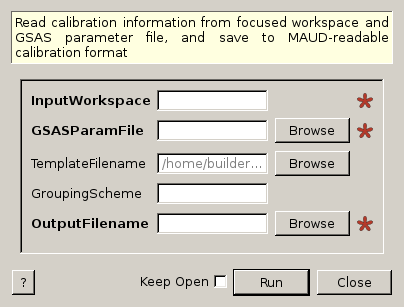 Read calibration information from focused workspace and
GSAS parameter file, and save to MAUD-readable
calibration format
InputWorkspace
GSASParamFile Browse
TemplateFilename /home/builder... Browse
GroupingScheme
OutputFilename Browse
? Keep Open Run Close